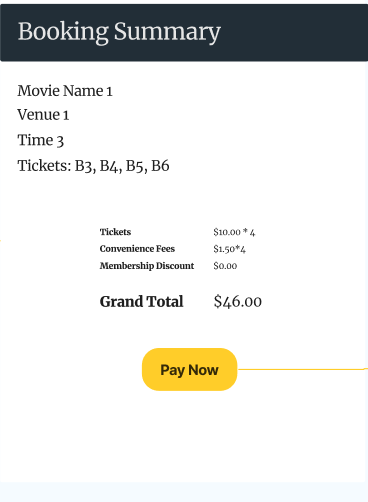 Booking Summary
Movie Name 1
Venue 1
Time 3
Tickets: B3, B4, B5, B6
Tickets $10.00 * 4
Convenience Fees $1.50*4
Membership Discount $0.00
Grand Total $46.00
Pay Now